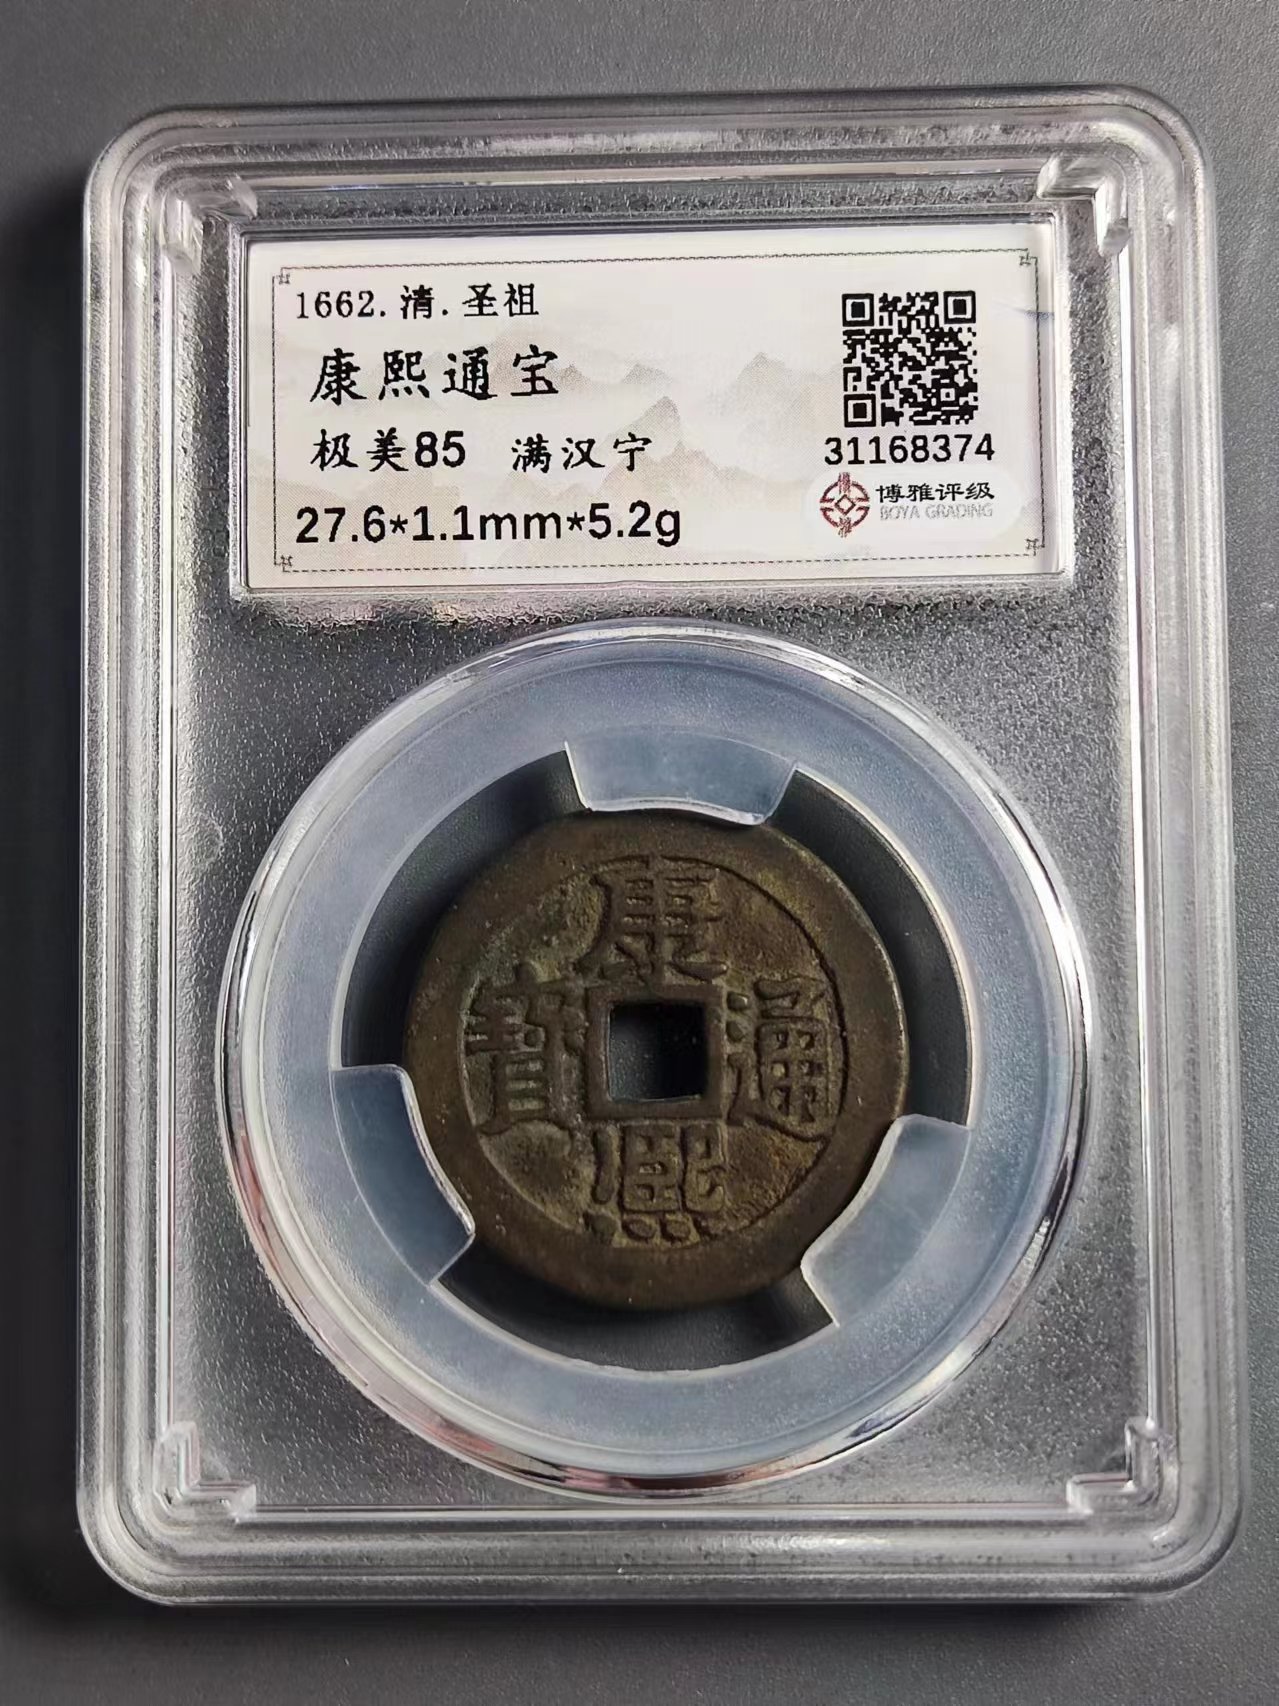 1662.清.圣祖
康熙通宝
极美85 满汉宁
27.6*1.1mm*5.2g
31168374
博雅评级
BOYA GRADING
康熙通寶